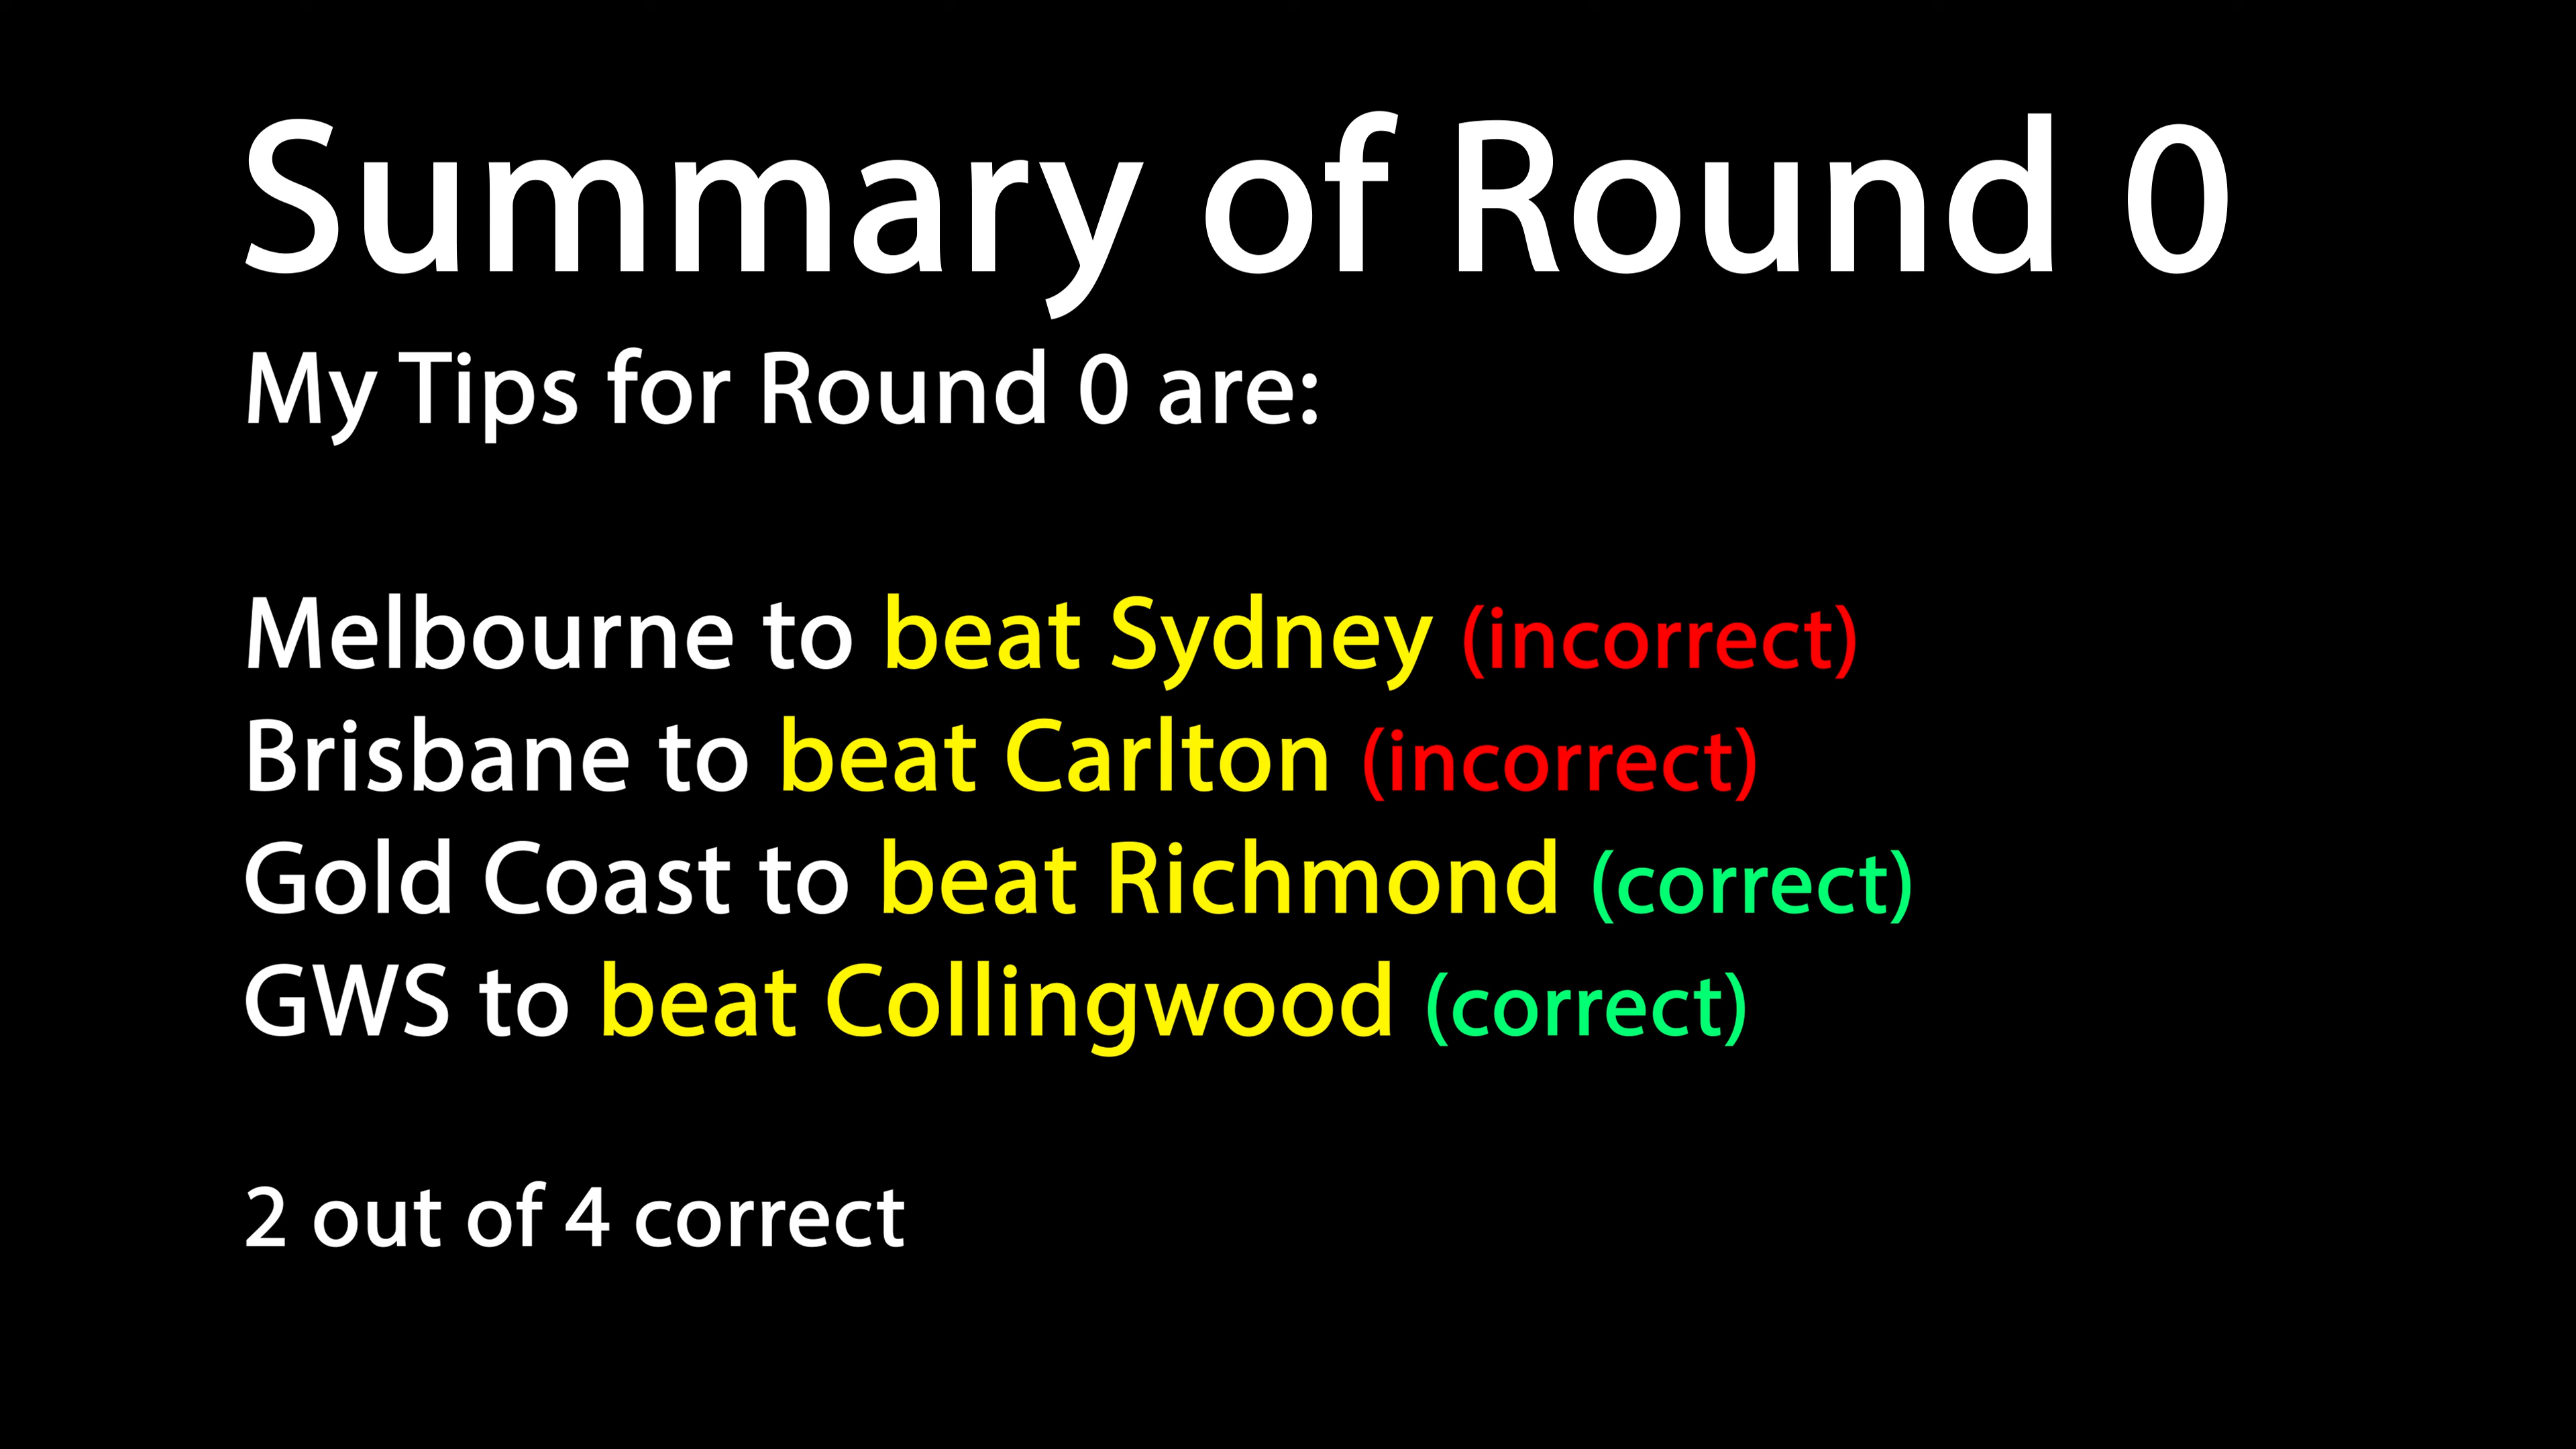 Summary of Round 0
My Tips for Round 0 are:
Melbourne to beat Sydney (incorrect)
Brisbane to beat Carlton (incorrect)
Gold Coast to beat Richmond (correct)
GWS to beat Collingwood (correct)
2 out of 4 correct